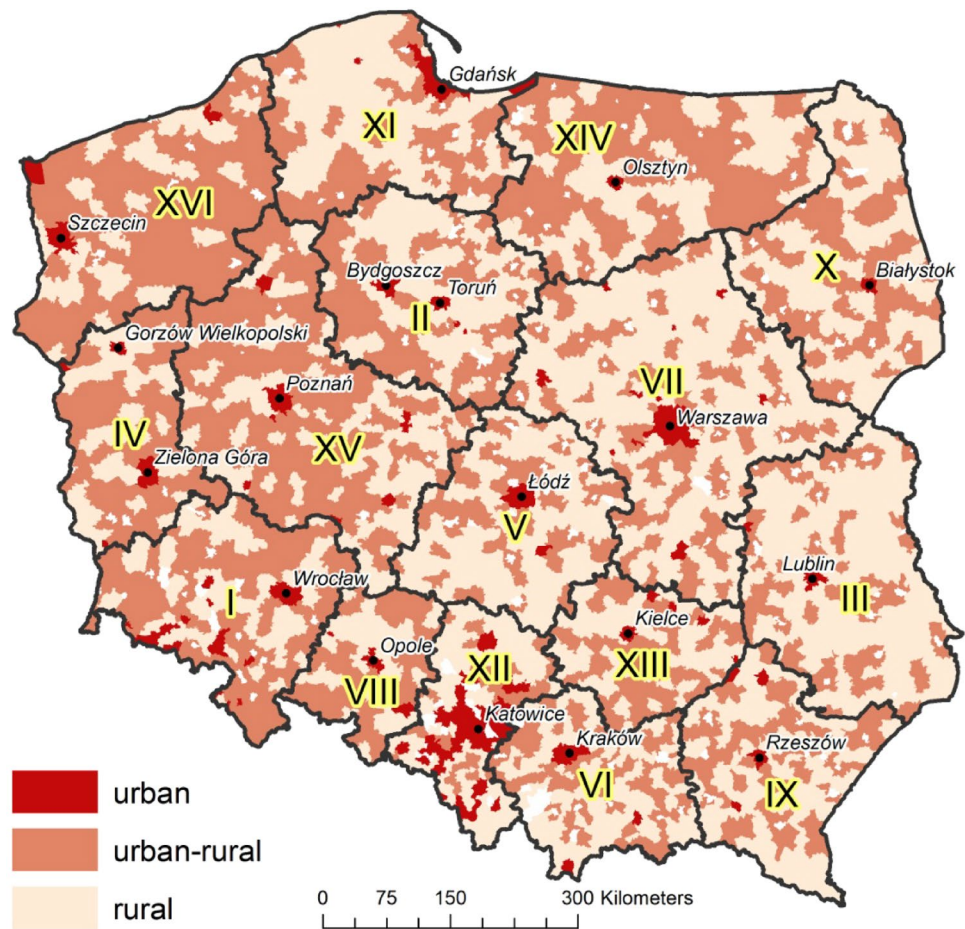 Gdańsk
XI
XIV
Olsztyn
XVI
Szczecin
X
Białystok
Bydgoszcz
Toruń
II
Gorzów Wielkopolski
VII
Poznań
Warszawa
IV
XV
Zielona Góra
Łódź
V
Lublin
III
Wrocław
I
Kielce
XIII
Opole
XII
VIII
Katowice
Kraków
VI
Rzeszów
IX
urban
urban-rural
rural
0 75 150 300 Kilometers